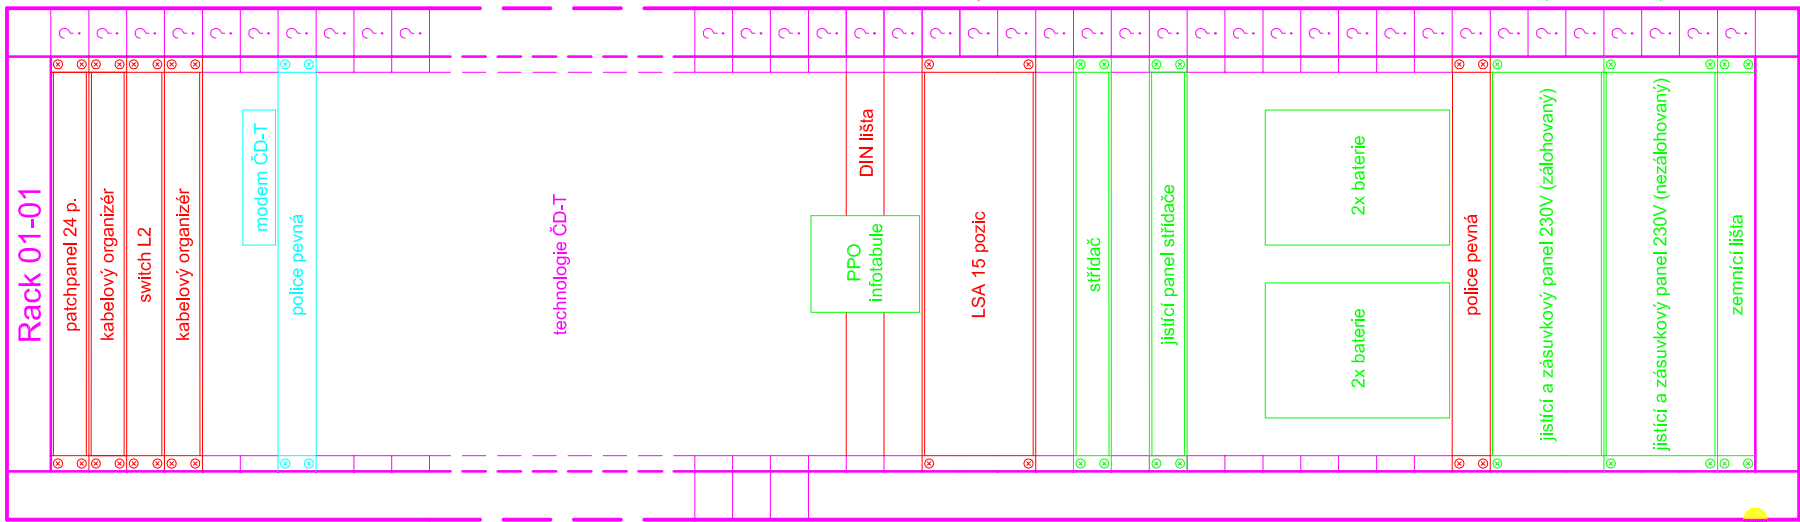 Rack 01-01
? . ? . ? . ? . ? . ? . ? . ? . ? . ? .
? . ? . ? . ? . ? . ? . ? . ? . ? . ? . ? . ? . ? . ? . ? . ? . ? . ? . ? . ? . ? . ? . ? . ? . ? . ? . ? . ? .
patchpanel 24 p.
kabelový organizér
switch L2
kabelový organizér
modem ČD-T
police pevná
technologie ČD-T
DIN lišta
PPO
infotabule
LSA 15 pozic
střídač
jistící panel střídače
2x baterie
2x baterie
police pevná
jistící a zásuvkový panel 230V (zálohovaný)
jistící a zásuvkový panel 230V (nezálohovaný)
zemnící lišta